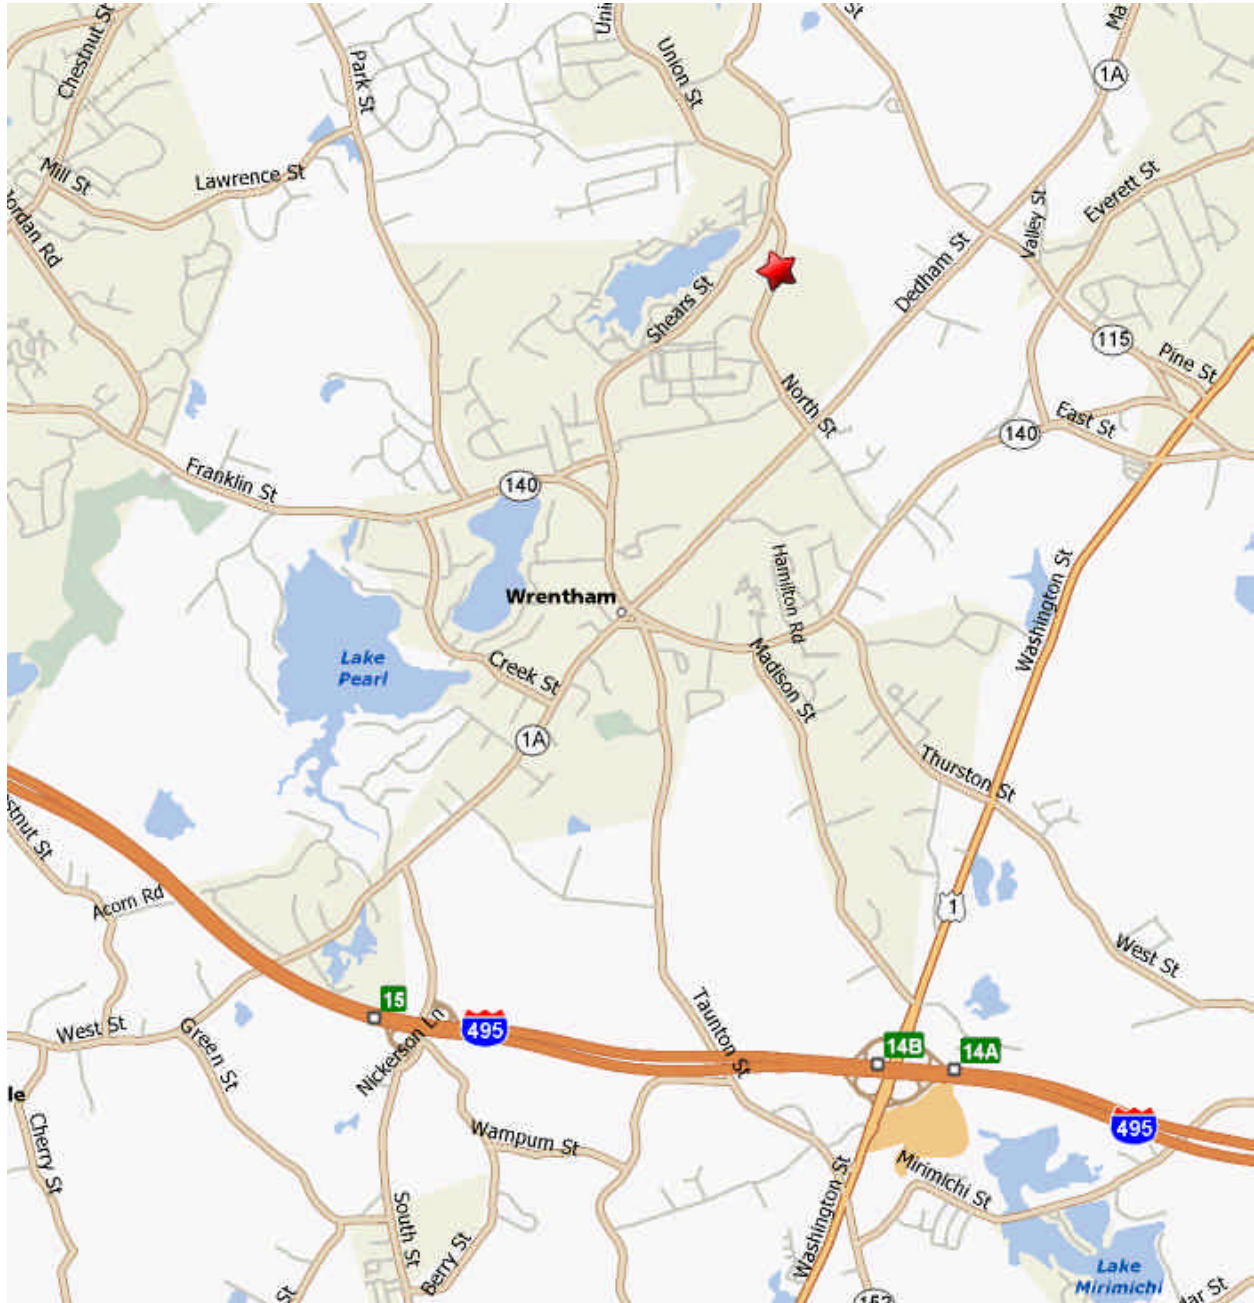 Chestnut St
Park St
Union St
St
1A
Mill St
Lawrence St
Jordan Rd
Valley St
Everett St
Dedham St
Shears St
115
Pine St
North St
East St
140
Franklin St
140
Washington St
Hamilton Rd
Wrentham
Lake
Pearl
Creek St
Madison St
1A
Thurston St
Acorn Rd
1
West St
15
Taunton St
West St
Green St
Nickerson Ln
495
14B
14A
Cherry St
Wampum St
495
Mirimichi St
Washington St
South St
Berry St
Lake
Mirimichi
St